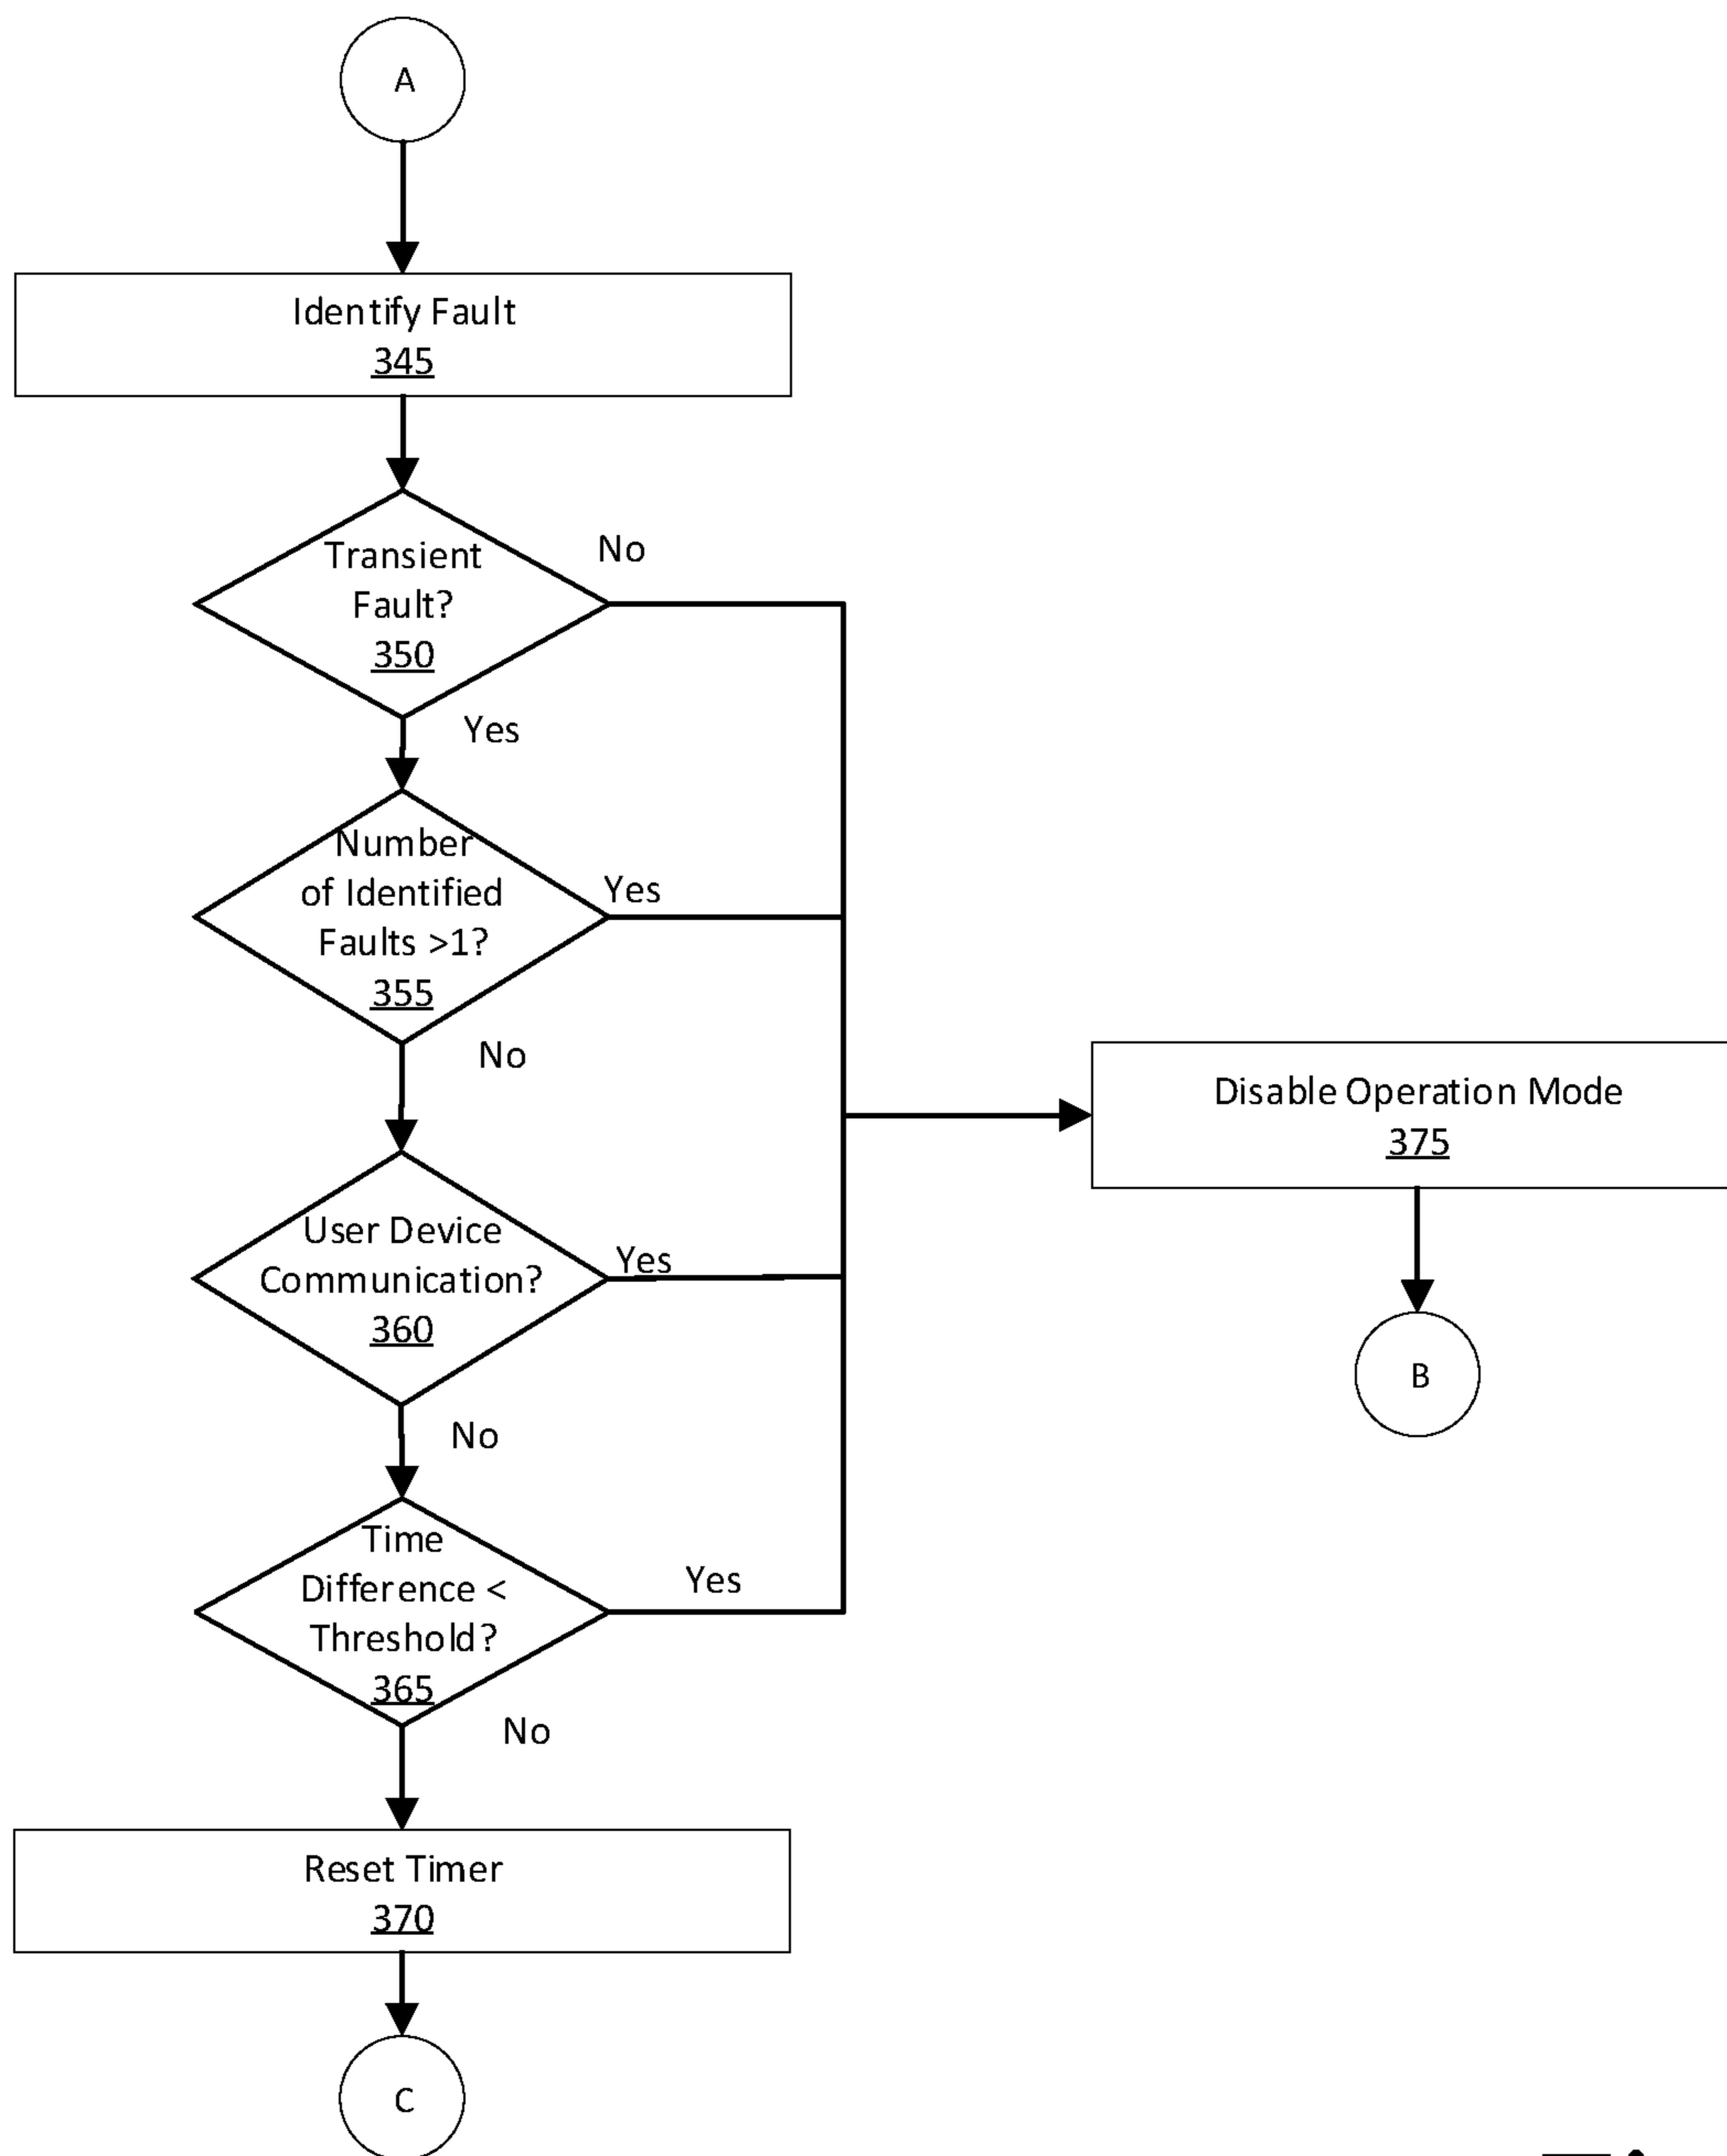 A
Identify Fault
345
Transient
Fault?
350
No
Yes
Number
of Identified
Faults >1?
355
Yes
No
User Device
Communication?
360
Yes
No
Time
Difference <
Threshold?
365
Yes
No
Reset Timer
370
C
Disable Operation Mode
375
B